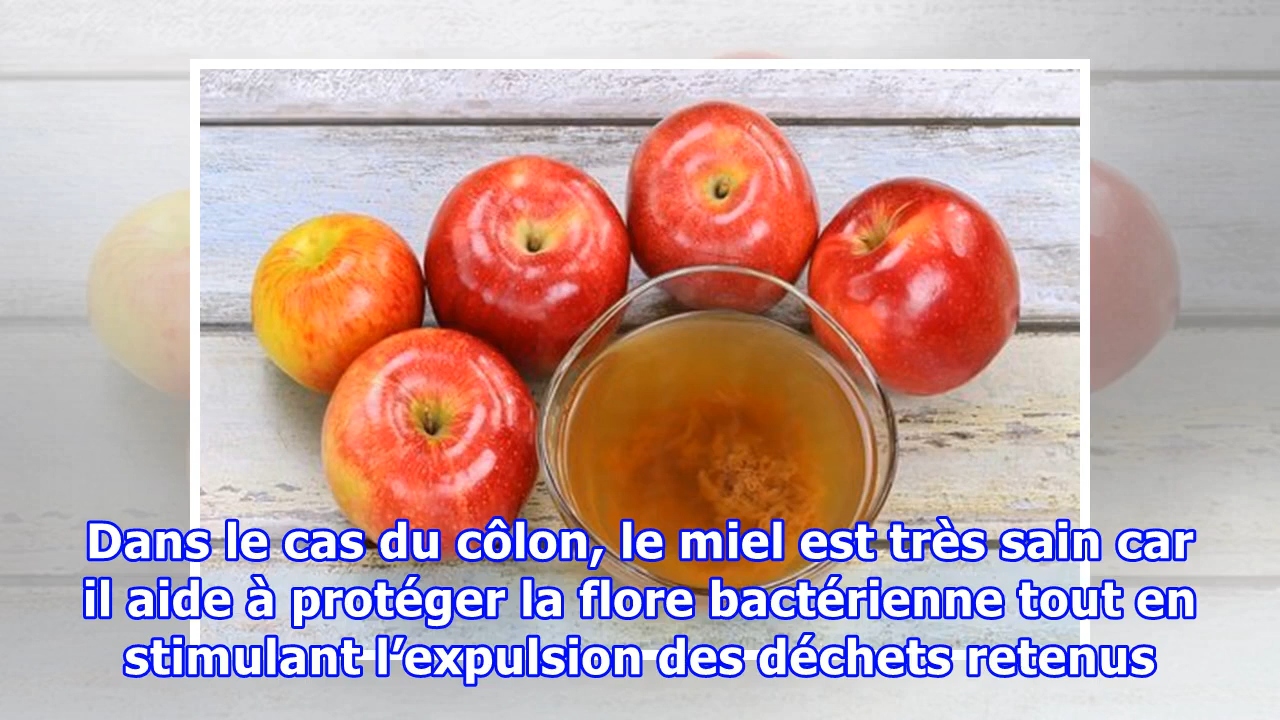 Dans le cas du côlon, le miel est très sain car
il aide à protéger la flore bactérienne tout en
stimulant l’expulsion des déchets retenus